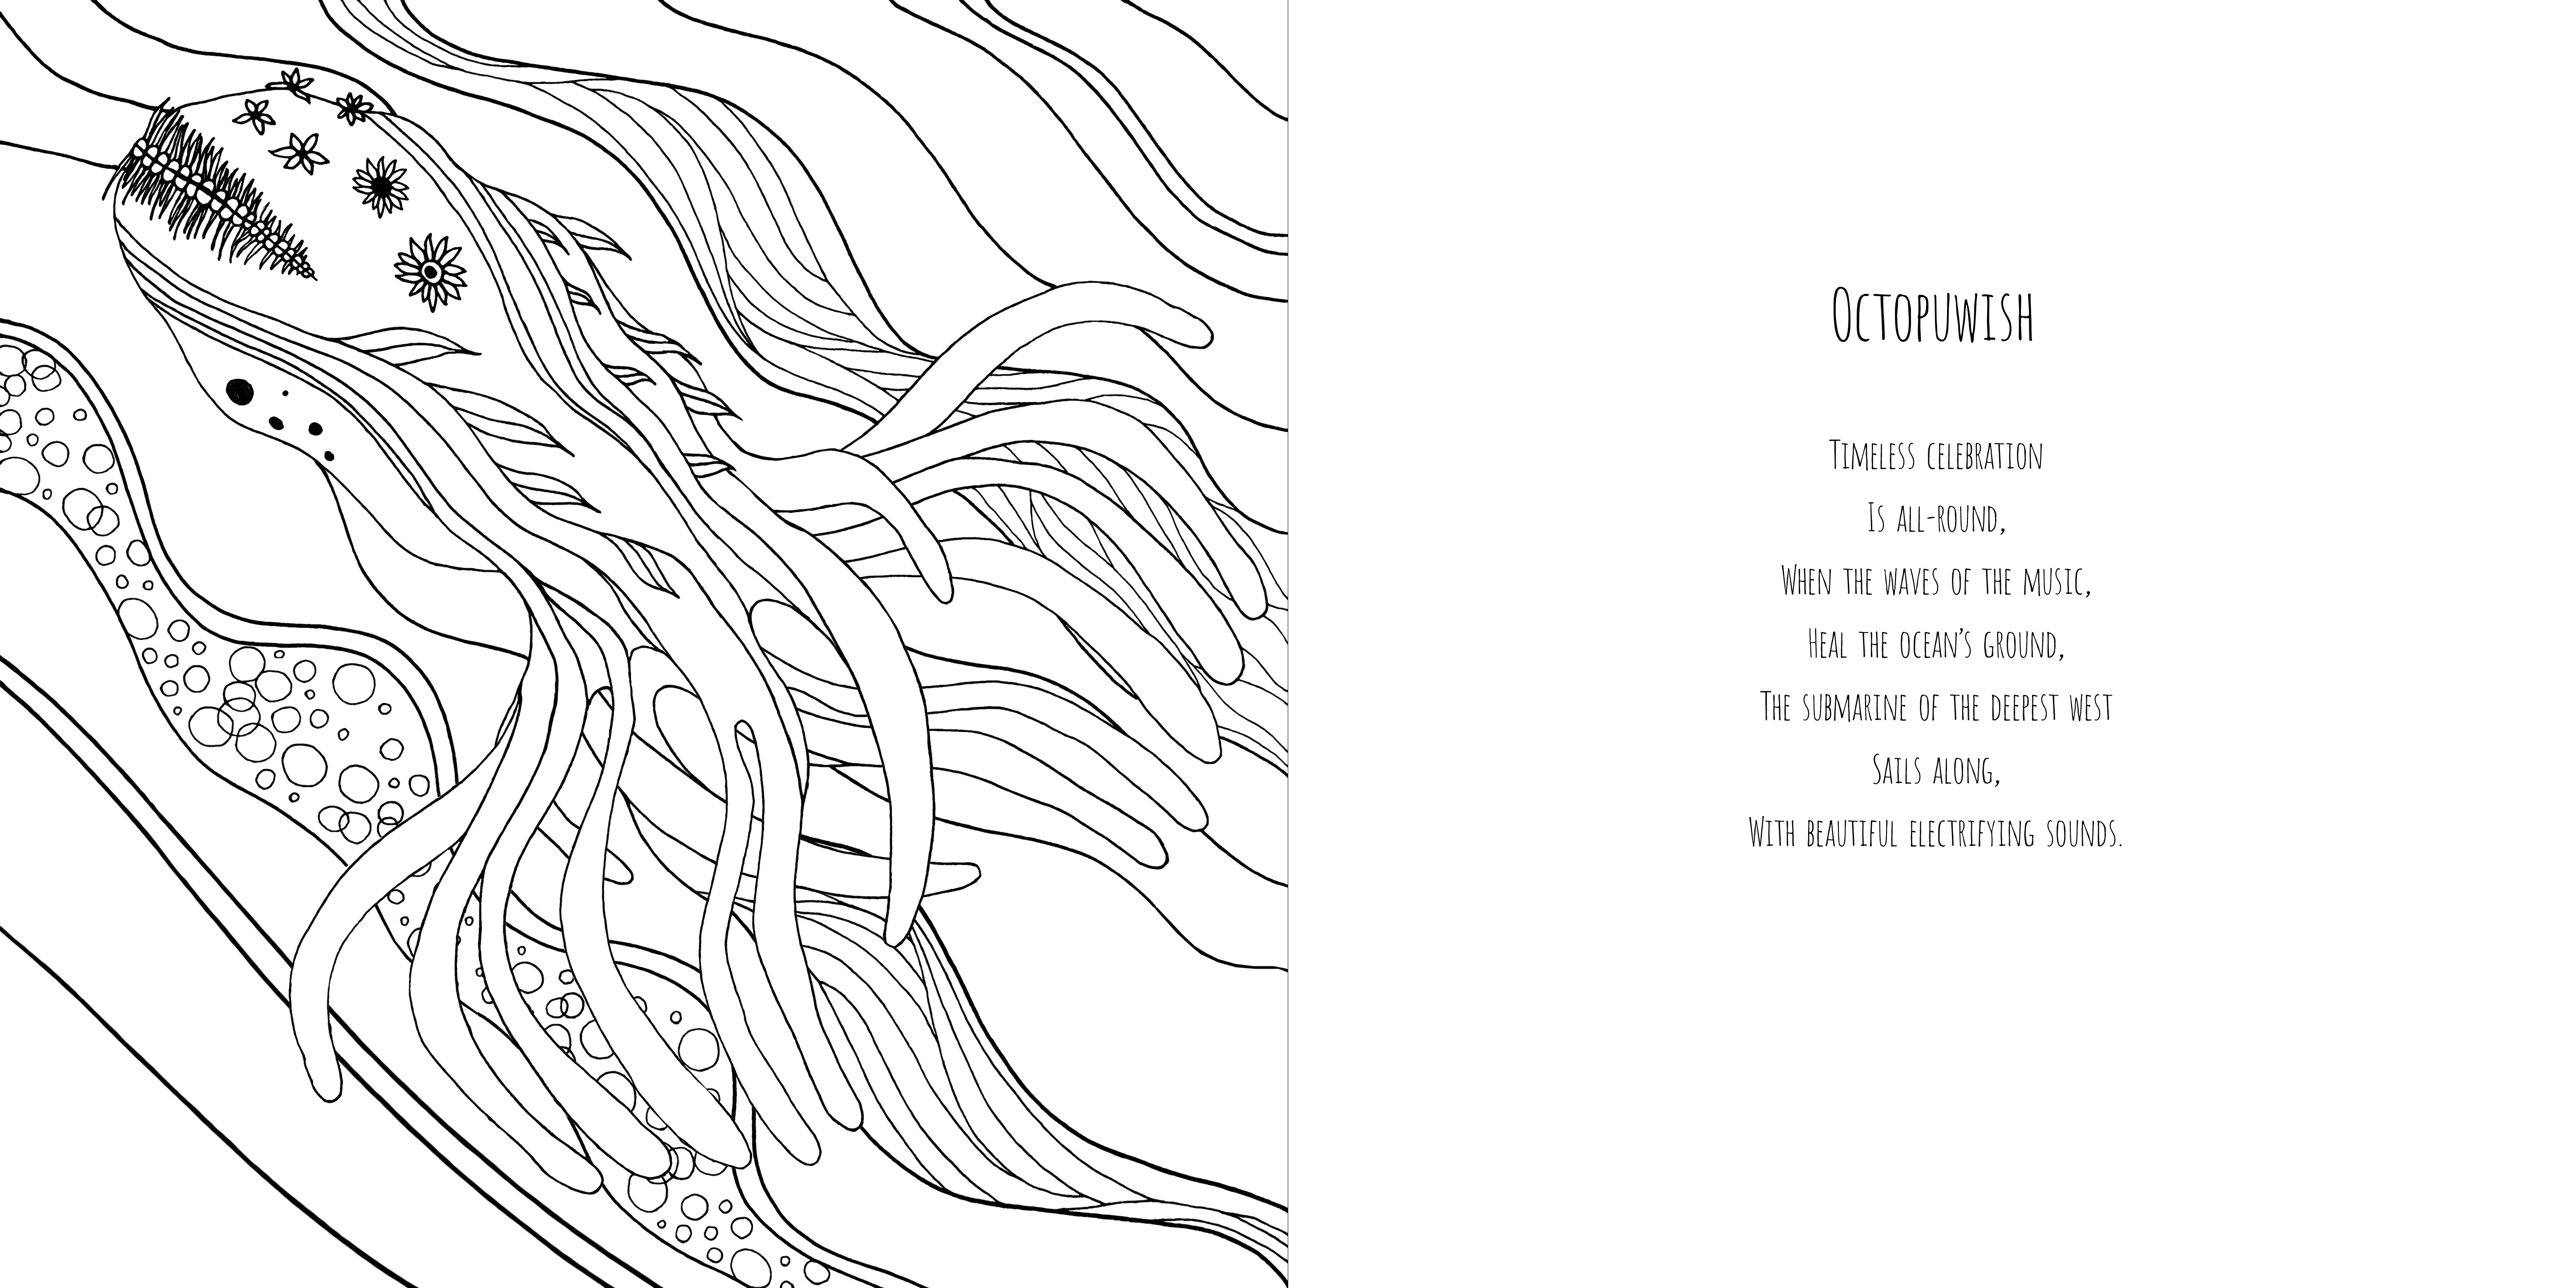 Octopuwish
Timeless celebration
Is all-round,
When the waves of the music,
Heal the ocean's ground,
The submarine of the deepest west
Sails along,
With beautiful electrifying sounds.